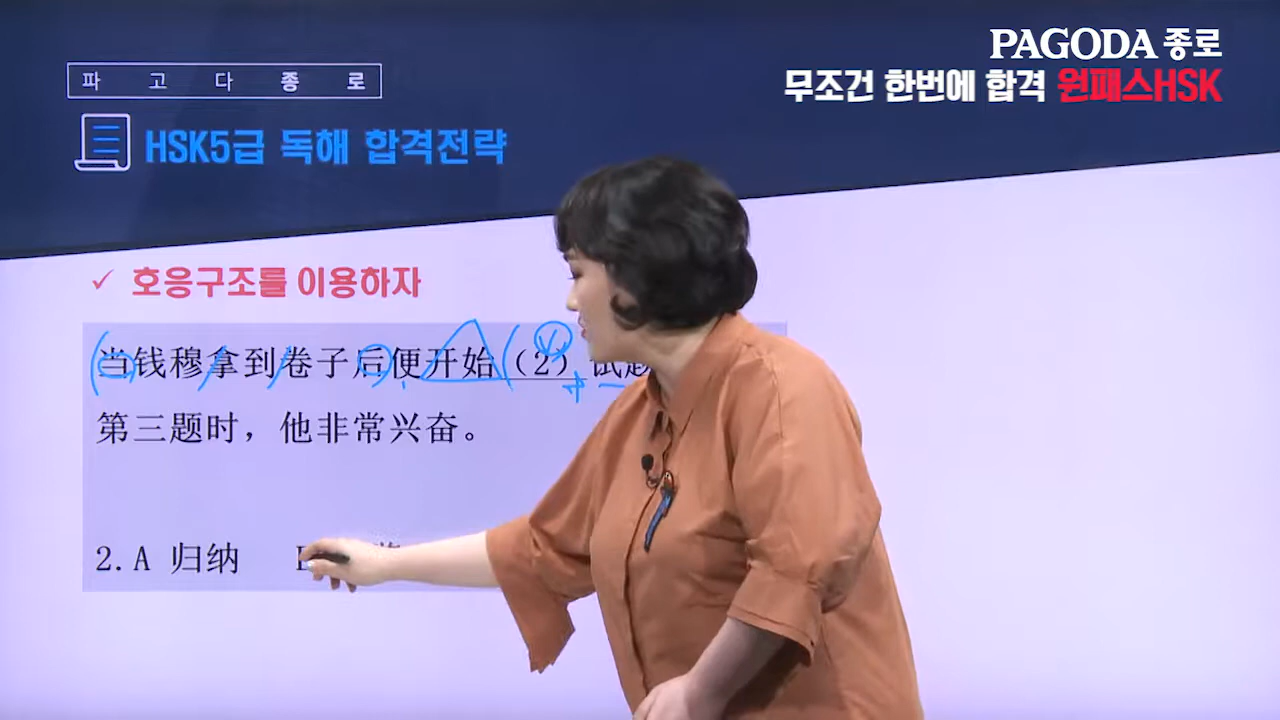 PAGODA 종로
무조건 한번에 합격 원패스HSK
파고다종로
HSK5급 독해 합격전략
✓ 호응구조를 이용하자
当钱穆拿到卷子后便开始（2）试题
第三题时，他非常兴奋。
2.A 归纳